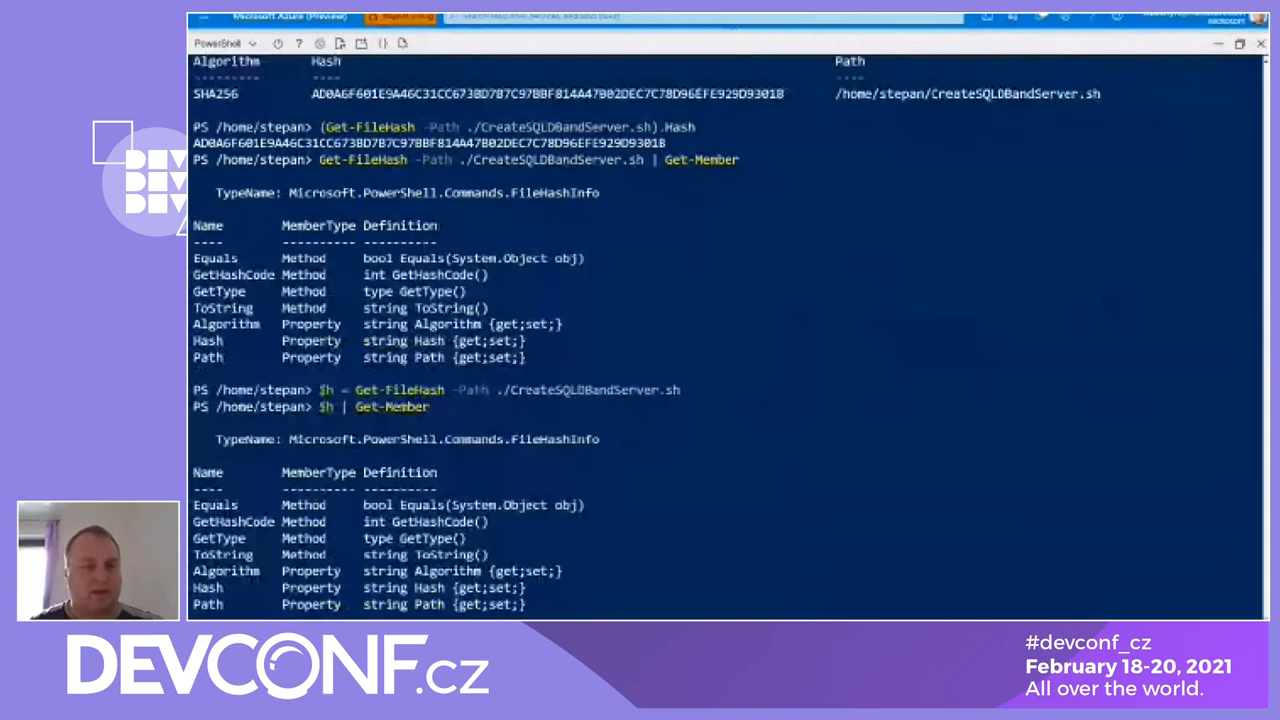 Microsoft Azure (Preview)
PowerShell
Algorithm Hash Path
--------- ---- ----
SHA256 AD0A6F601E9A46C31CC673BD7B7C97BBF814A47B02DEC7C78D96EFE929D9301B /home/stepan/CreateSQLDBandServer.sh
PS /home/stepan> (Get-FileHash -Path ./CreateSQLDBandServer.sh).Hash
AD0A6F601E9A46C31CC673BD7B7C97BBF814A47B02DEC7C78D96EFE929D9301B
PS /home/stepan> Get-FileHash -Path ./CreateSQLDBandServer.sh | Get-Member
TypeName: Microsoft.PowerShell.Commands.FileHashInfo
Name MemberType Definition
---- ---------- ----------
Equals Method bool Equals(System.Object obj)
GetHashCode Method int GetHashCode()
GetType Method type GetType()
ToString Method string ToString()
Algorithm Property string Algorithm {get;set;}
Hash Property string Hash {get;set;}
Path Property string Path {get;set;}
PS /home/stepan> $h = Get-FileHash -Path ./CreateSQLDBandServer.sh
PS /home/stepan> $h | Get-Member
TypeName: Microsoft.PowerShell.Commands.FileHashInfo
Name MemberType Definition
---- ---------- ----------
Equals Method bool Equals(System.Object obj)
GetHashCode Method int GetHashCode()
GetType Method type GetType()
ToString Method string ToString()
Algorithm Property string Algorithm {get;set;}
Hash Property string Hash {get;set;}
Path Property string Path {get;set;}
DEV
DEV
DEVCONF.cz
#devconf_cz
February 18-20, 2021
All over the world.